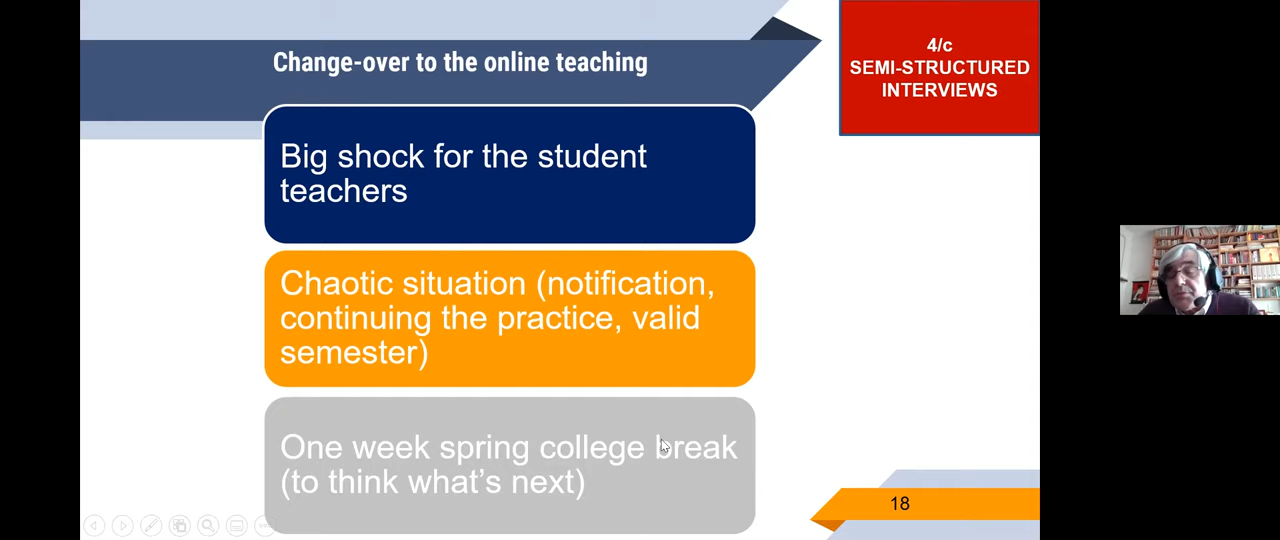 Change-over to the online teaching
4/c
SEMI-STRUCTURED
INTERVIEWS
Big shock for the student
teachers
Chaotic situation (notification,
continuing the practice, valid
semester)
One week spring college break
(to think what’s next)
18